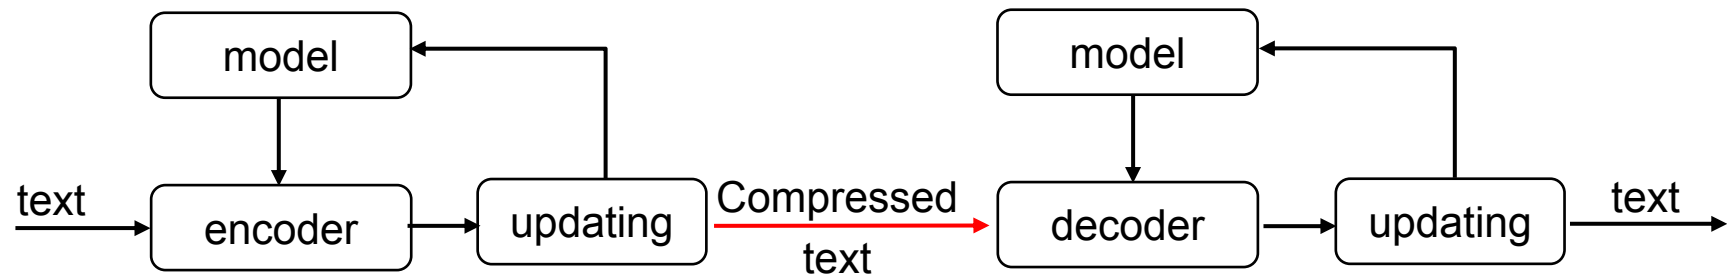 model
model
text
encoder
updating
Compressed
text
decoder
updating
text